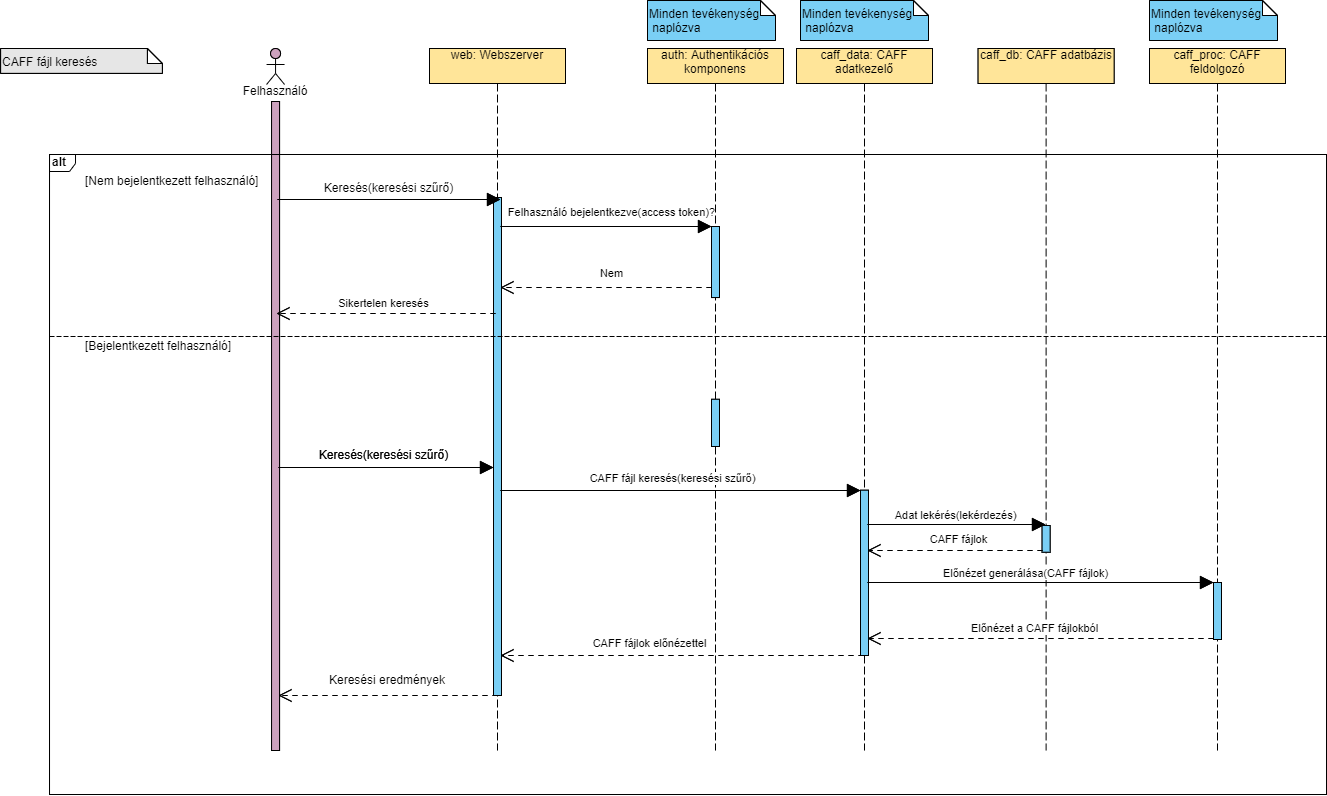 Minden tevékenység
naplózva
Minden tevékenység
naplózva
Minden tevékenység
naplózva
CAFF fájl keresés
Felhasználó
web: Webszerver
auth: Authentikációs
komponens
caff_data: CAFF
adatkezelő
caff_db: CAFF adatbázis
caff_proc: CAFF
feldolgozó
alt
[Nem bejelentkezett felhasználó]
Keresés(keresési szűrő)
Felhasználó bejelentkezve(access token)?
Nem
Sikertelen keresés
[Bejelentkezett felhasználó]
Keresés(keresési szűrő)
CAFF fájl keresés(keresési szűrő)
Adat lekérés(lekérdezés)
CAFF fájlok
Előnézet generálása(CAFF fájlok)
Előnézet a CAFF fájlokból
CAFF fájlok előnézettel
Keresési eredmények